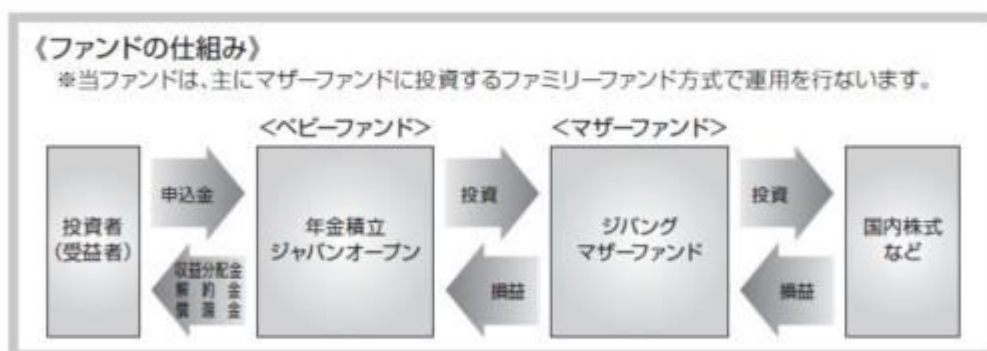 《ファンドの仕組み》
※当ファンドは、主にマザーファンドに投資するファミリーファンド方式で運用を行ないます。
<ベビーファンド>
<マザーファンド>
投資者
(受益者)
申込金
収益分配金
解約金
償還金
年金積立
ジャパンオープン
投資
損益
ジパング
マザーファンド
投資
損益
国内株式
など